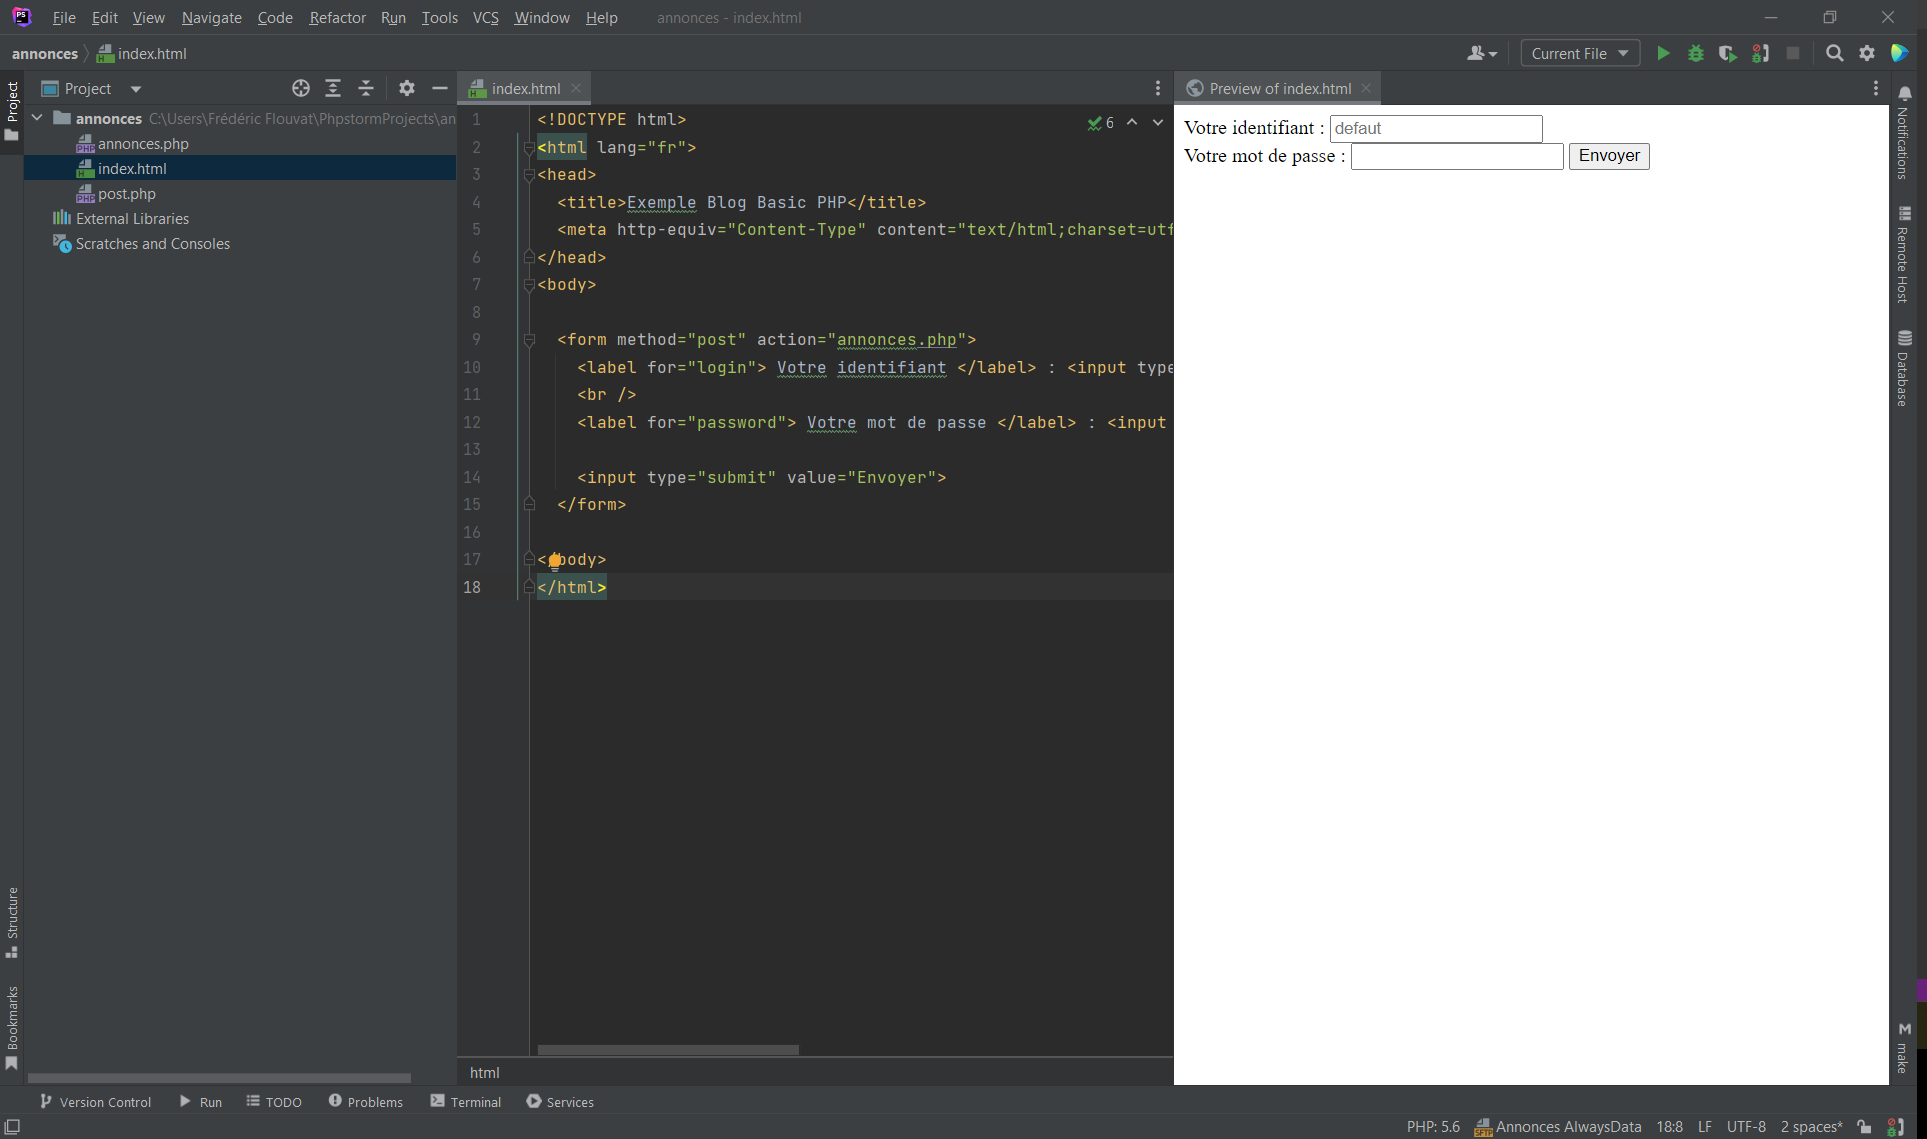 PS File Edit View Navigate Code Refactor Run Tools VCS Window Help annonces - index.html
annonces index.html
Current File
Project
Project
index.html
Preview of index.html
annonces C:\Users\Frédéric Flouvat\PhpstormProjects\an
annonces.php
index.html
post.php
External Libraries
Scratches and Consoles
6
1 <!DOCTYPE html>
2 <html lang="fr">
3 <head>
4 <title>Exemple Blog Basic PHP</title>
5 <meta http-equiv="Content-Type" content="text/html;charset=utf
6 </head>
7 <body>
8
9 <form method="post" action="annonces.php">
10 <label for="login"> Votre identifiant </label> : <input type
11 <br />
12 <label for="password"> Votre mot de passe </label> : <input
13
14 <input type="submit" value="Envoyer">
15 </form>
16
17 </body>
18 </html>
Votre identifiant : defaut
Votre mot de passe : Envoyer
Notifications
Remote Host
Database
make
Structure
Bookmarks
html
Version Control Run TODO Problems Terminal Services
PHP: 5.6 SFTP Annonces AlwaysData 18:8 LF UTF-8 2 spaces*